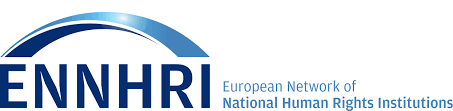 ENNHRI
European Network of
National Human Rights Institutions